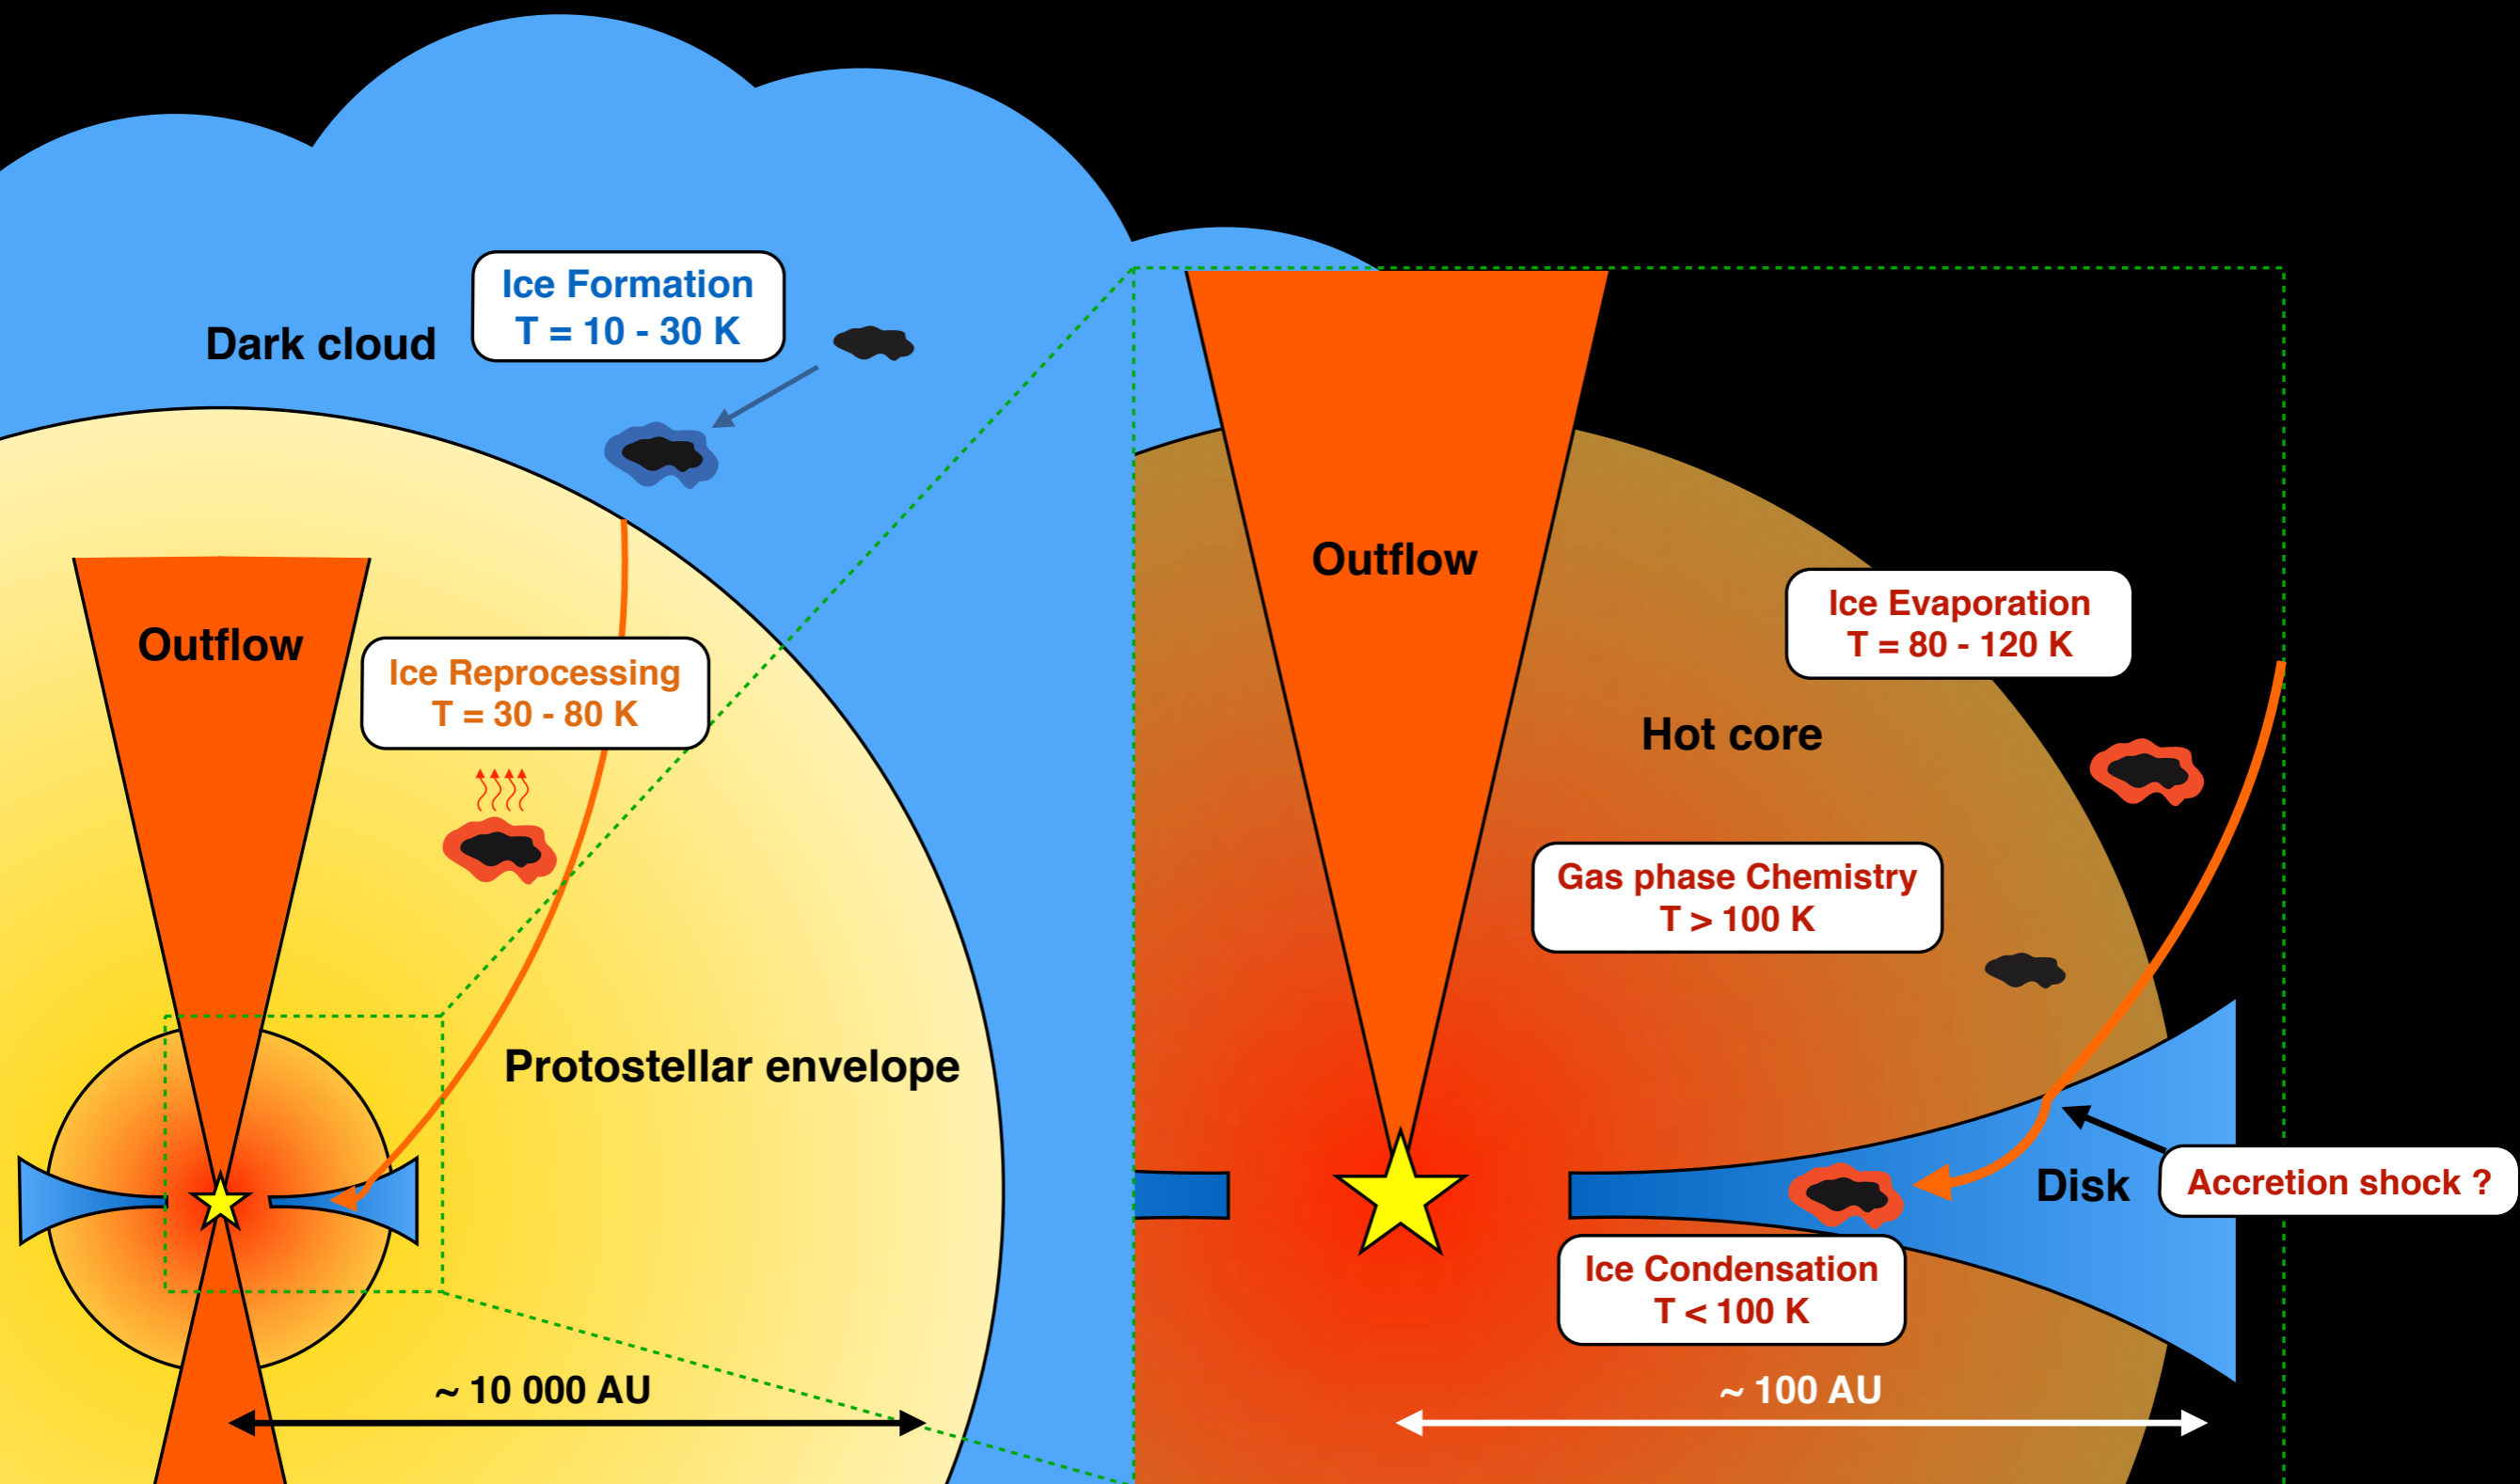 Ice Formation
T = 10 - 30 K
Dark cloud
Outflow
Ice Reprocessing
T = 30 - 80 K
Protostellar envelope
~ 10 000 AU
Outflow
Ice Evaporation
T = 80 - 120 K
Hot core
Gas phase Chemistry
T > 100 K
Disk
Accretion shock ?
Ice Condensation
T < 100 K
~ 100 AU